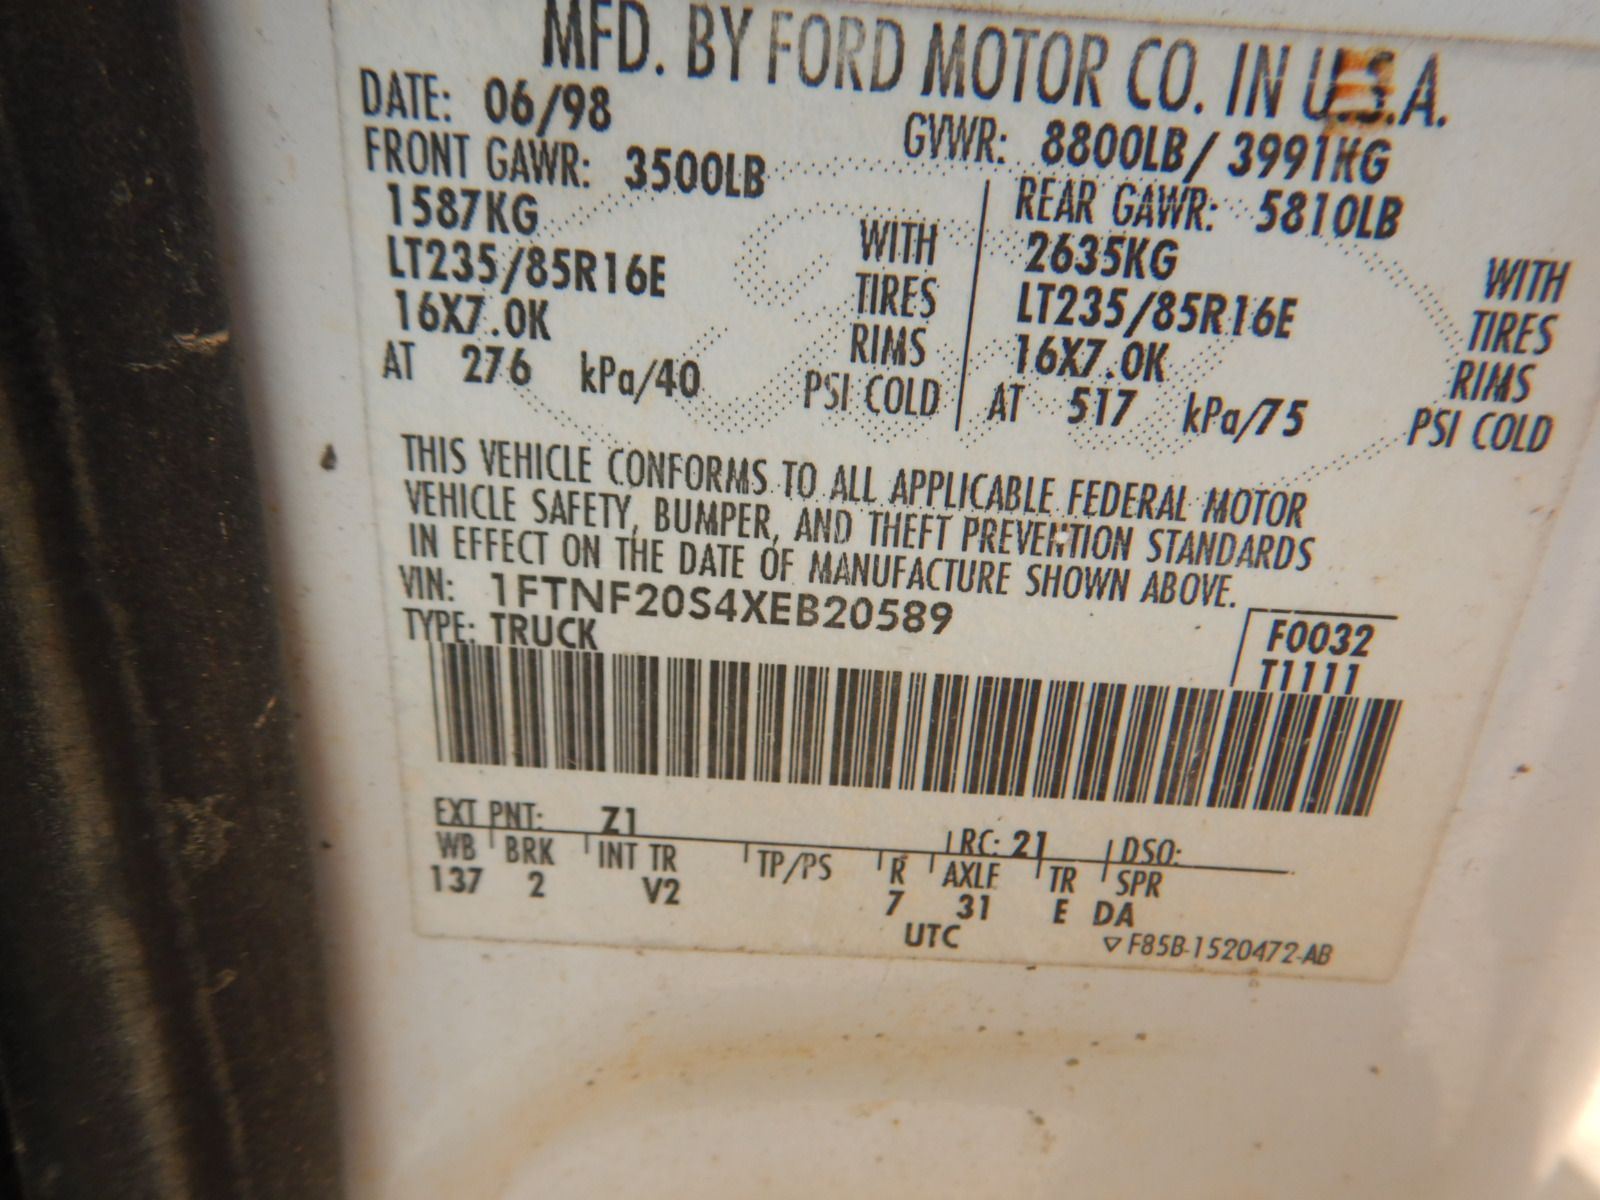 MFD. BY FORD MOTOR CO. IN U.S.A.
DATE: 06/98 GVWR: 8800LB/ 3991KG
FRONT GAWR: 3500LB REAR GAWR: 5810LB
1587KG WITH 2635KG WITH
LT235/85R16E TIRES LT235/85R16E TIRES
16X7.0K RIMS 16X7.0K RIMS
AT 276 kPa/40 PSI COLD AT 517 kPa/75 PSI COLD
THIS VEHICLE CONFORMS TO ALL APPLICABLE FEDERAL MOTOR
VEHICLE SAFETY, BUMPER, AND THEFT PREVENTION STANDARDS
IN EFFECT ON THE DATE OF MANUFACTURE SHOWN ABOVE.
VIN: 1FTNF20S4XEB20589 F0032
TYPE: TRUCK T1111
EXT PNT: Z1 RC: 21 DSO:
WB BRK INT TR TP/PS R AXLE TR SPR
137 2 V2 7 31 E DA
UTC ▽ F85B-1520472-AB